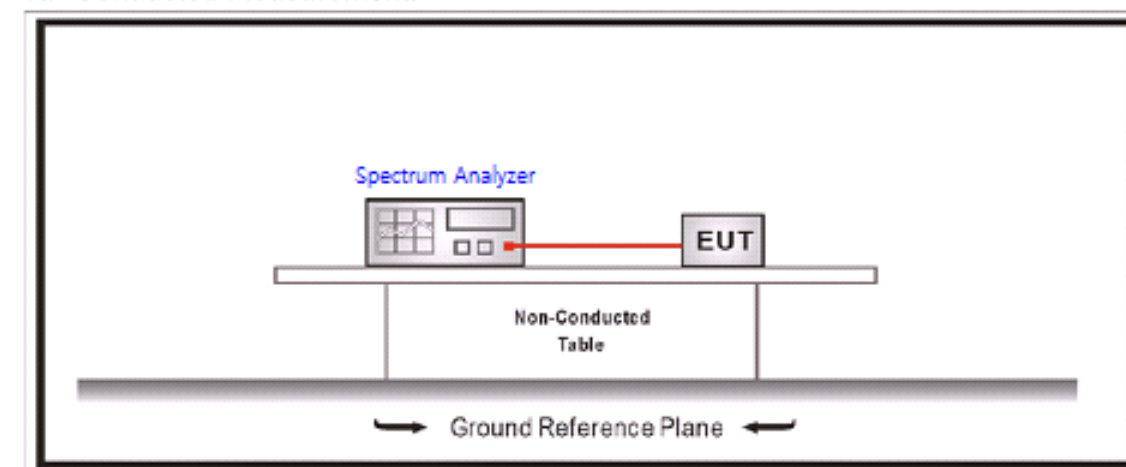 Spectrum Analyzer
EUT
Non-Conducted
Table
Ground Reference Plane